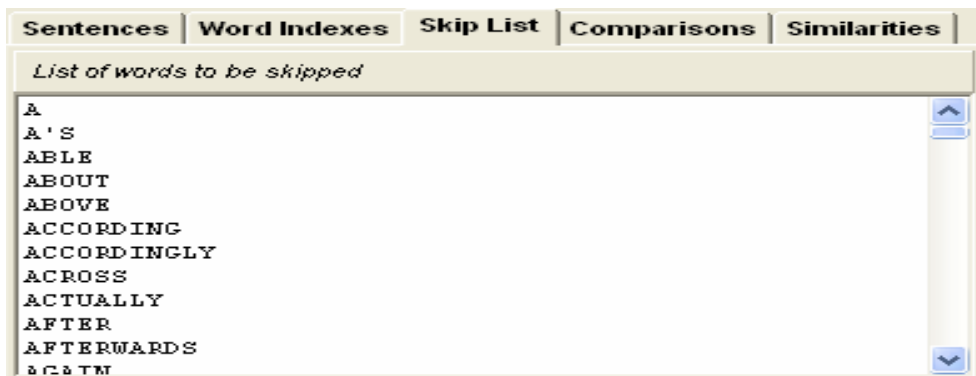 Sentences Word Indexes Skip List Comparisons Similarities
List of words to be skipped
A
A'S
ABLE
ABOUT
ABOVE
ACCORDING
ACCORDINGLY
ACROSS
ACTUALLY
AFTER
AFTERWARDS
AGAIN